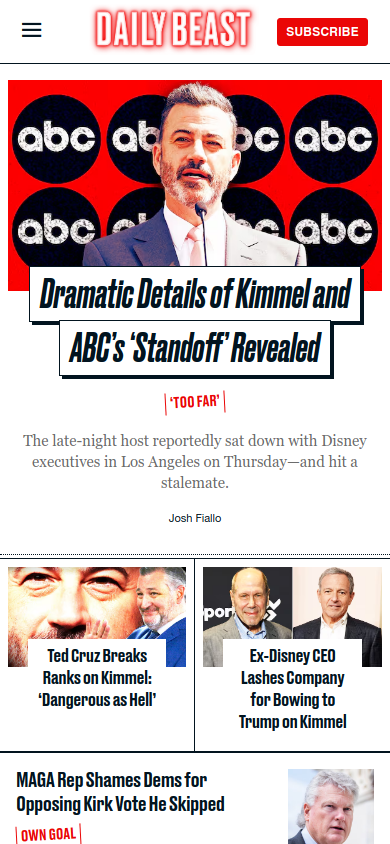 DAILY BEAST
SUBSCRIBE
abc abc abc abc
abc abc abc abc
Dramatic Details of Kimmel and
ABC's 'Standoff' Revealed
'TOO FAR'
The late-night host reportedly sat down with Disney
executives in Los Angeles on Thursday—and hit a
stalemate.
Josh Fiallo
Ted Cruz Breaks
Ranks on Kimmel:
'Dangerous as Hell'
Ex-Disney CEO
Lashes Company
for Bowing to
Trump on Kimmel
MAGA Rep Shames Dems for
Opposing Kirk Vote He Skipped
OWN GOAL